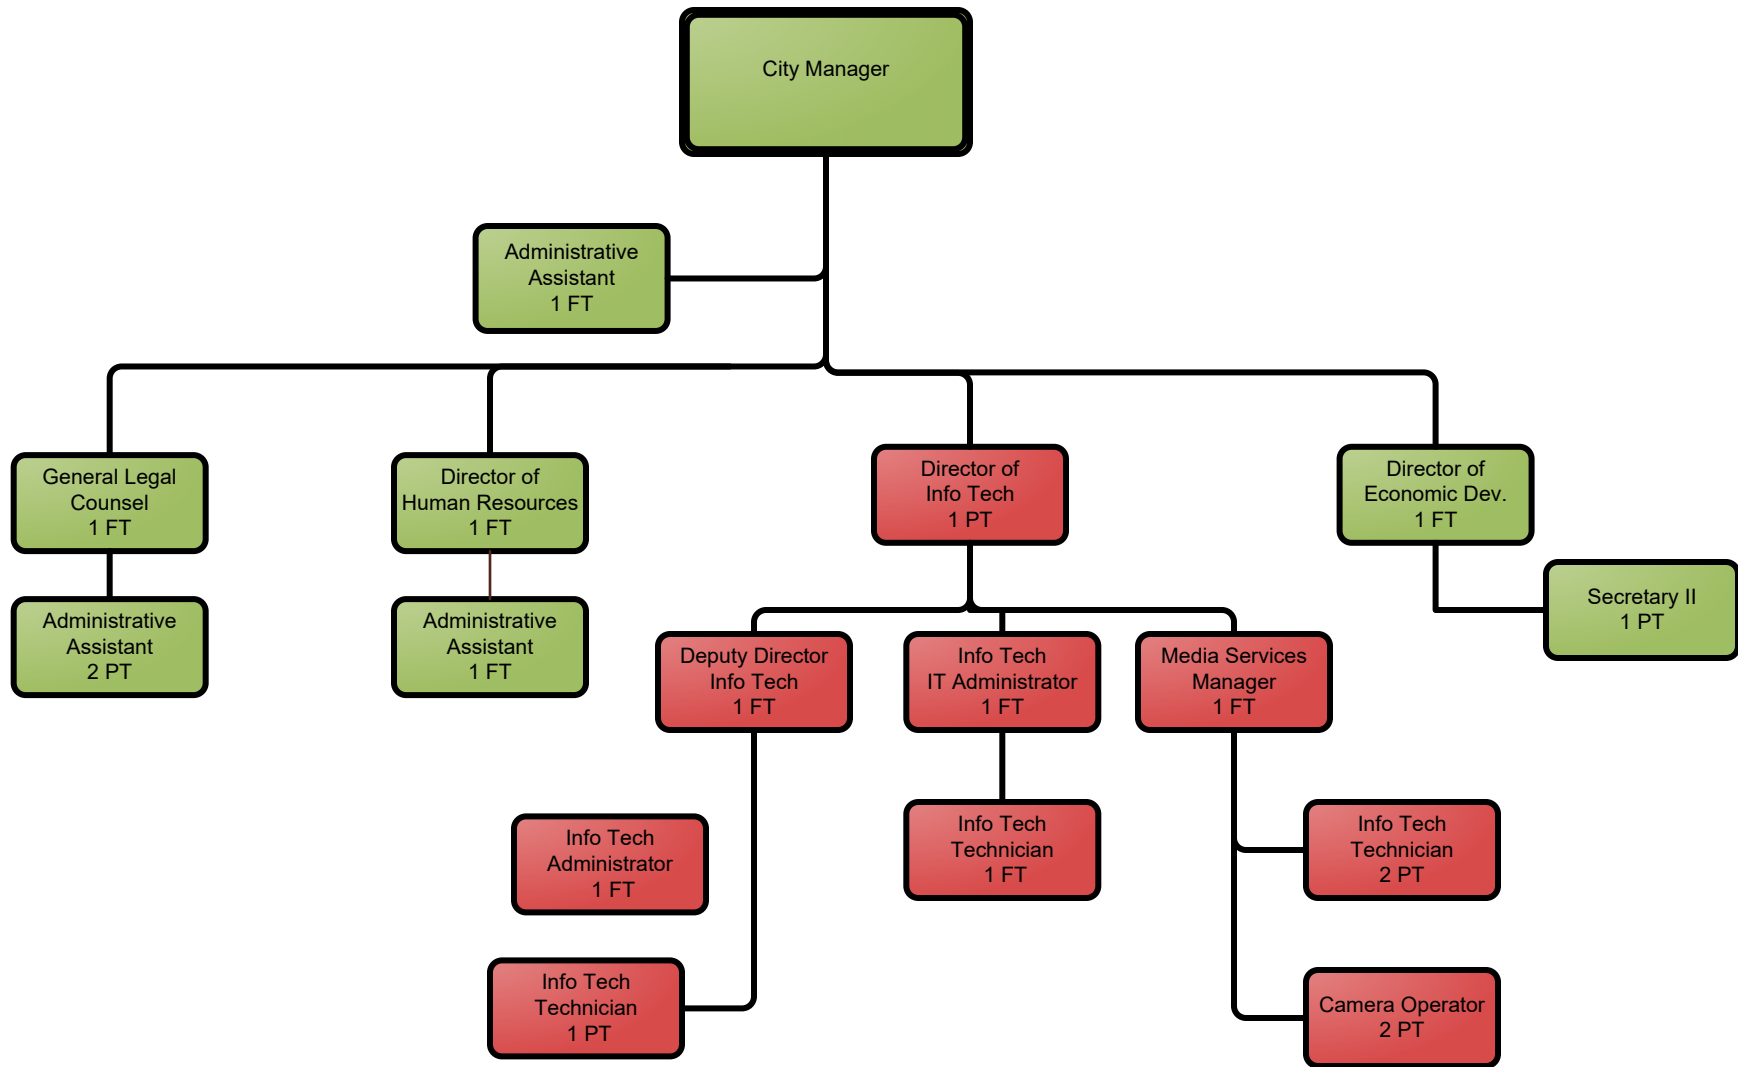 City Manager
Administrative
Assistant
1 FT
General Legal
Counsel
1 FT
Director of
Human Resources
1 FT
Director of
Info Tech
1 PT
Director of
Economic Dev.
1 FT
Administrative
Assistant
2 PT
Administrative
Assistant
1 FT
Secretary II
1 PT
Deputy Director
Info Tech
1 FT
Info Tech
IT Administrator
1 FT
Media Services
Manager
1 FT
Info Tech
Administrator
1 FT
Info Tech
Technician
1 FT
Info Tech
Technician
2 PT
Info Tech
Technician
1 PT
Camera Operator
2 PT